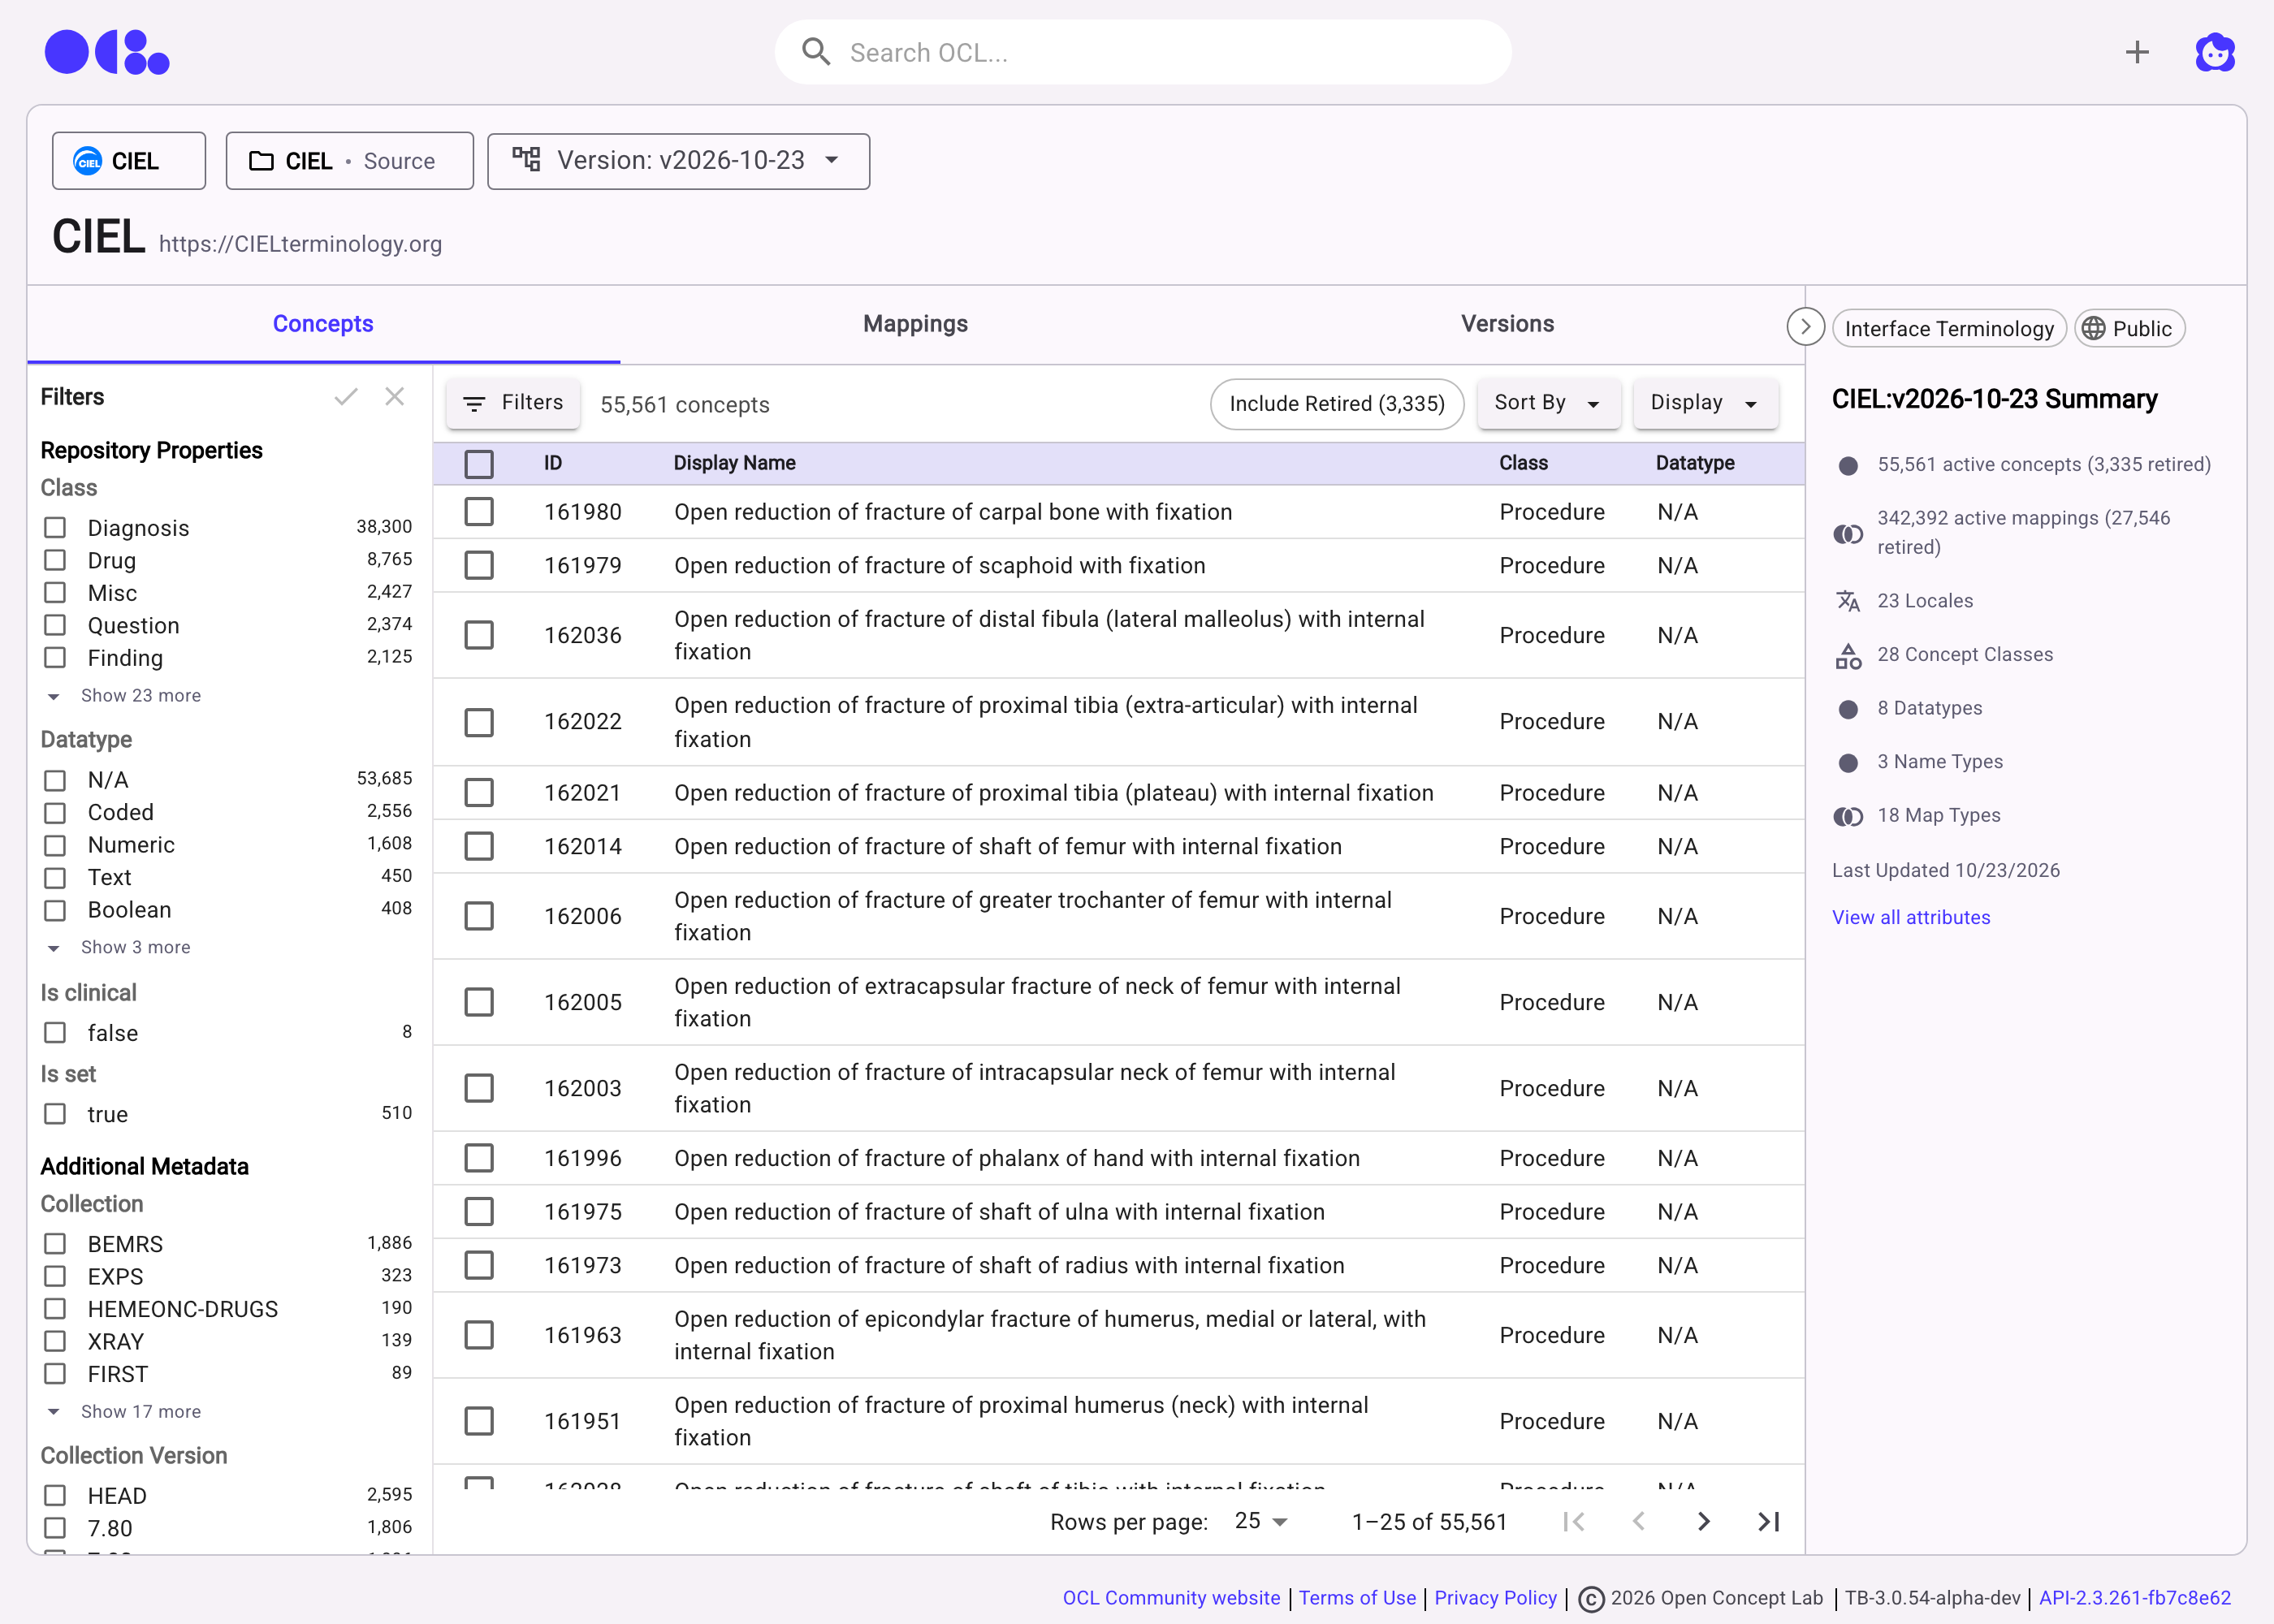 Search OCL...
CIEL
CIEL • Source
Version: v2026-10-23
CIEL https://CIELterminology.org
Concepts
Mappings
Versions
Filters
Repository Properties
Class
Diagnosis 38,300
Drug 8,765
Misc 2,427
Question 2,374
Finding 2,125
Show 23 more
Datatype
N/A 53,685
Coded 2,556
Numeric 1,608
Text 450
Boolean 408
Show 3 more
Is clinical
false 8
Is set
true 510
Additional Metadata
Collection
BEMRS 1,886
EXPS 323
HEMEONC-DRUGS 190
XRAY 139
FIRST 89
Show 17 more
Collection Version
HEAD 2,595
7.80 1,806
Filters 55,561 concepts Include Retired (3,335) Sort By Display
ID Display Name Class Datatype
161980 Open reduction of fracture of carpal bone with fixation Procedure N/A
161979 Open reduction of fracture of scaphoid with fixation Procedure N/A
162036 Open reduction of fracture of distal fibula (lateral malleolus) with internal Procedure N/A
fixation
162022 Open reduction of fracture of proximal tibia (extra-articular) with internal Procedure N/A
fixation
162021 Open reduction of fracture of proximal tibia (plateau) with internal fixation Procedure N/A
162014 Open reduction of fracture of shaft of femur with internal fixation Procedure N/A
162006 Open reduction of fracture of greater trochanter of femur with internal Procedure N/A
fixation
162005 Open reduction of extracapsular fracture of neck of femur with internal Procedure N/A
fixation
162003 Open reduction of fracture of intracapsular neck of femur with internal Procedure N/A
fixation
161996 Open reduction of fracture of phalanx of hand with internal fixation Procedure N/A
161975 Open reduction of fracture of shaft of ulna with internal fixation Procedure N/A
161973 Open reduction of fracture of shaft of radius with internal fixation Procedure N/A
161963 Open reduction of epicondylar fracture of humerus, medial or lateral, with Procedure N/A
internal fixation
161951 Open reduction of fracture of proximal humerus (neck) with internal Procedure N/A
fixation
Open reduction of fracture of shaft of tibia with internal fixation Procedure N/A
Rows per page: 25 1–25 of 55,561
Interface Terminology
Public
CIEL:v2026-10-23 Summary
55,561 active concepts (3,335 retired)
342,392 active mappings (27,546
retired)
23 Locales
28 Concept Classes
8 Datatypes
3 Name Types
18 Map Types
Last Updated 10/23/2026
View all attributes
OCL Community website | Terms of Use | Privacy Policy | © 2026 Open Concept Lab | TB-3.0.54-alpha-dev | API-2.3.261-fb7c8e62